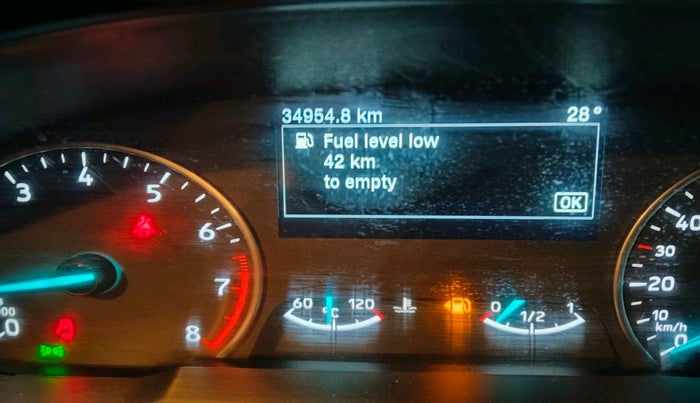 34954.8 km 28°
Fuel level low
42 km
to empty
OK
3 4 5 6 7 8
60 120
°C
0 1/2 1
0 10 20 30 40
km/h